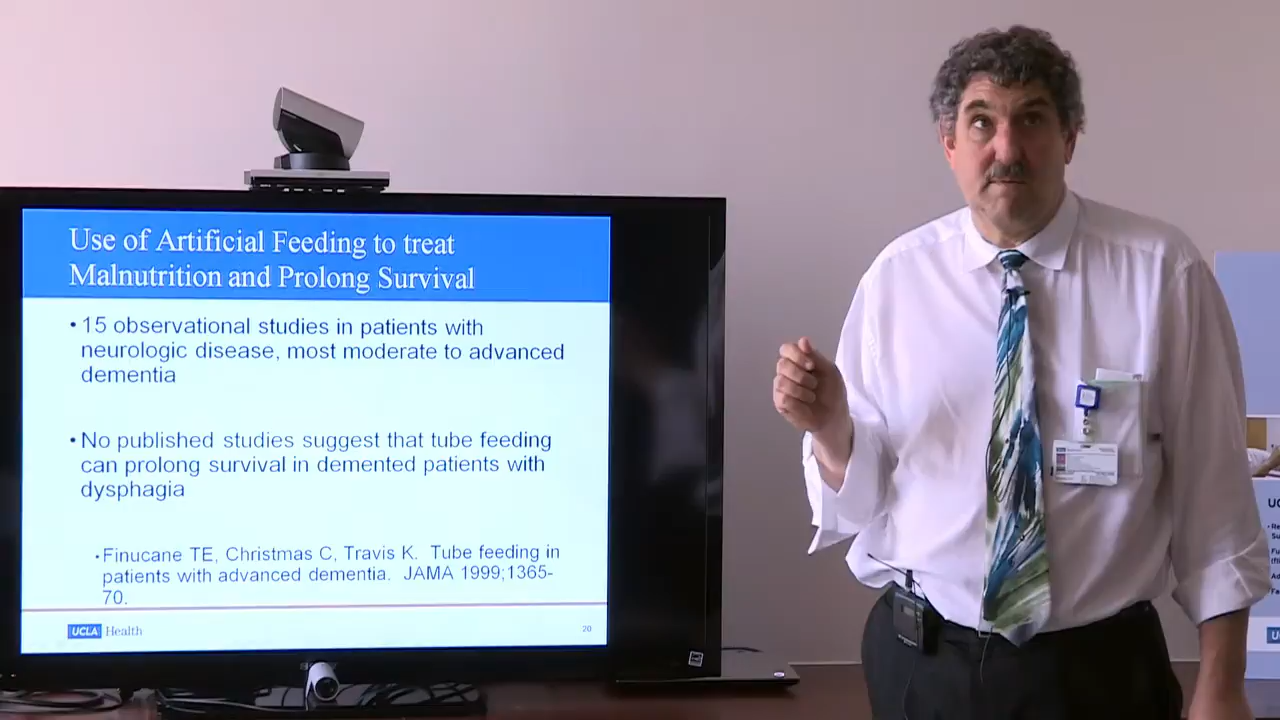 Use of Artificial Feeding to treat
Malnutrition and Prolong Survival
• 15 observational studies in patients with
neurologic disease, most moderate to advanced
dementia
• No published studies suggest that tube feeding
can prolong survival in demented patients with
dysphagia
• Finucane TE, Christmas C, Travis K. Tube feeding in
patients with advanced dementia. JAMA 1999;1365-
70.
UCLA Health
20